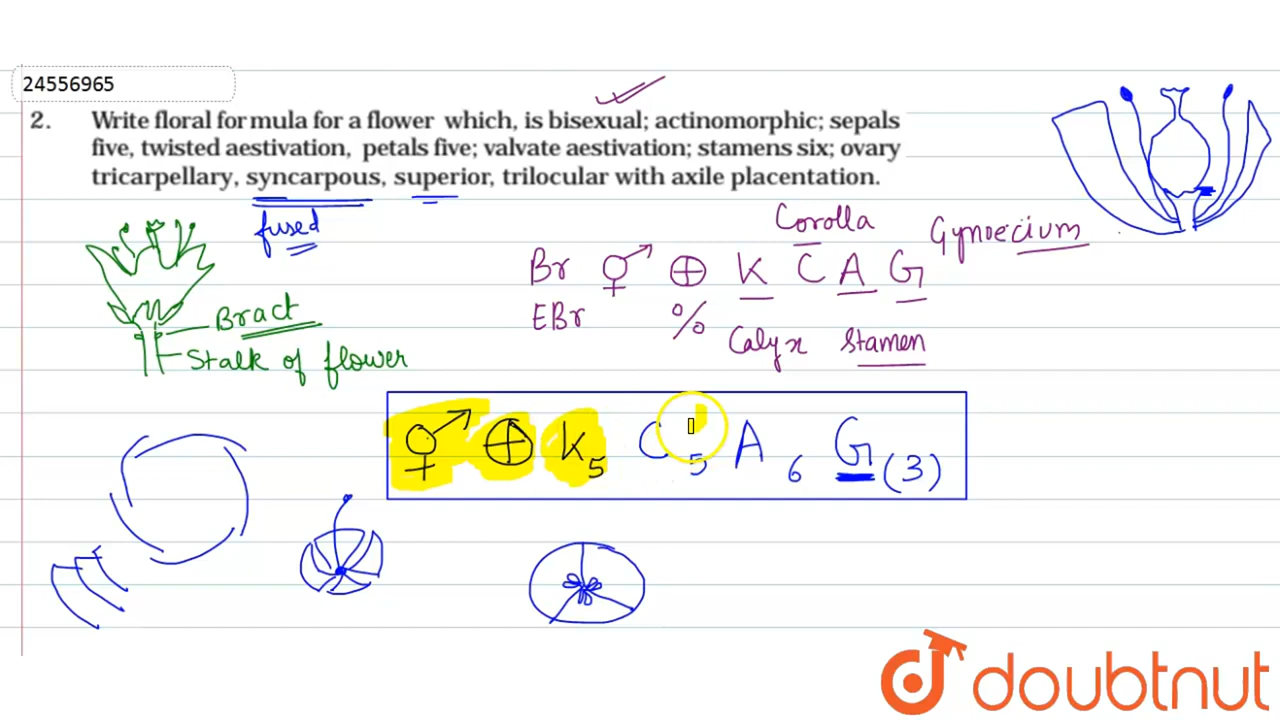 24556965
2. Write floral formula for a flower which, is bisexual; actinomorphic; sepals
five, twisted aestivation, petals five; valvate aestivation; stamens six; ovary
tricarpellary, syncarpous, superior, trilocular with axile placentation.
fused
Corolla
Gynoecium
Br ⚥ ⊕ K C A G
EBr %
Calyx Stamen
Bract
Stalk of flower
⚥ ⊕ K5 C 5 A 6 G (3)
doubtnut